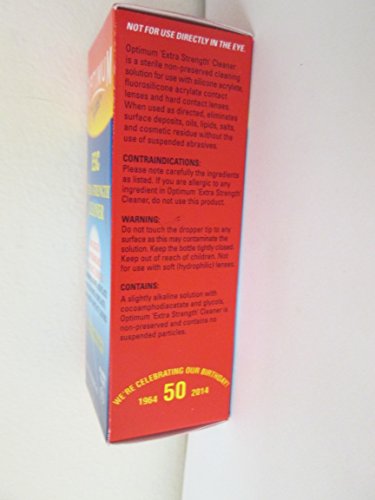 NOT FOR USE DIRECTLY IN THE EYE.
Optimum 'Extra Strength' Cleaner
is a sterile non-preserved cleaning
solution for use with silicone acrylate,
fluorosilicone acrylate contact
lenses and hard contact lenses.
When used as directed, eliminates
surface deposits, oils, lipids, salts,
and cosmetic residue without the
use of suspended abrasives.
CONTRAINDICATIONS:
Please note carefully the ingredients
as listed. If you are allergic to any
ingredient in Optimum 'Extra Strength'
Cleaner, do not use this product.
WARNING:
Do not touch the dropper tip to any
surface as this may contaminate the
solution. Keep the bottle tightly closed.
Keep out of reach of children. Not
for use with soft (hydrophilic) lenses.
CONTAINS:
A slightly alkaline solution with
cocoamphodiacetate and glycols.
Optimum 'Extra Strength' Cleaner is
non-preserved and contains no
suspended particles.
WE'RE CELEBRATING OUR BIRTHDAY!
1964 50 2014